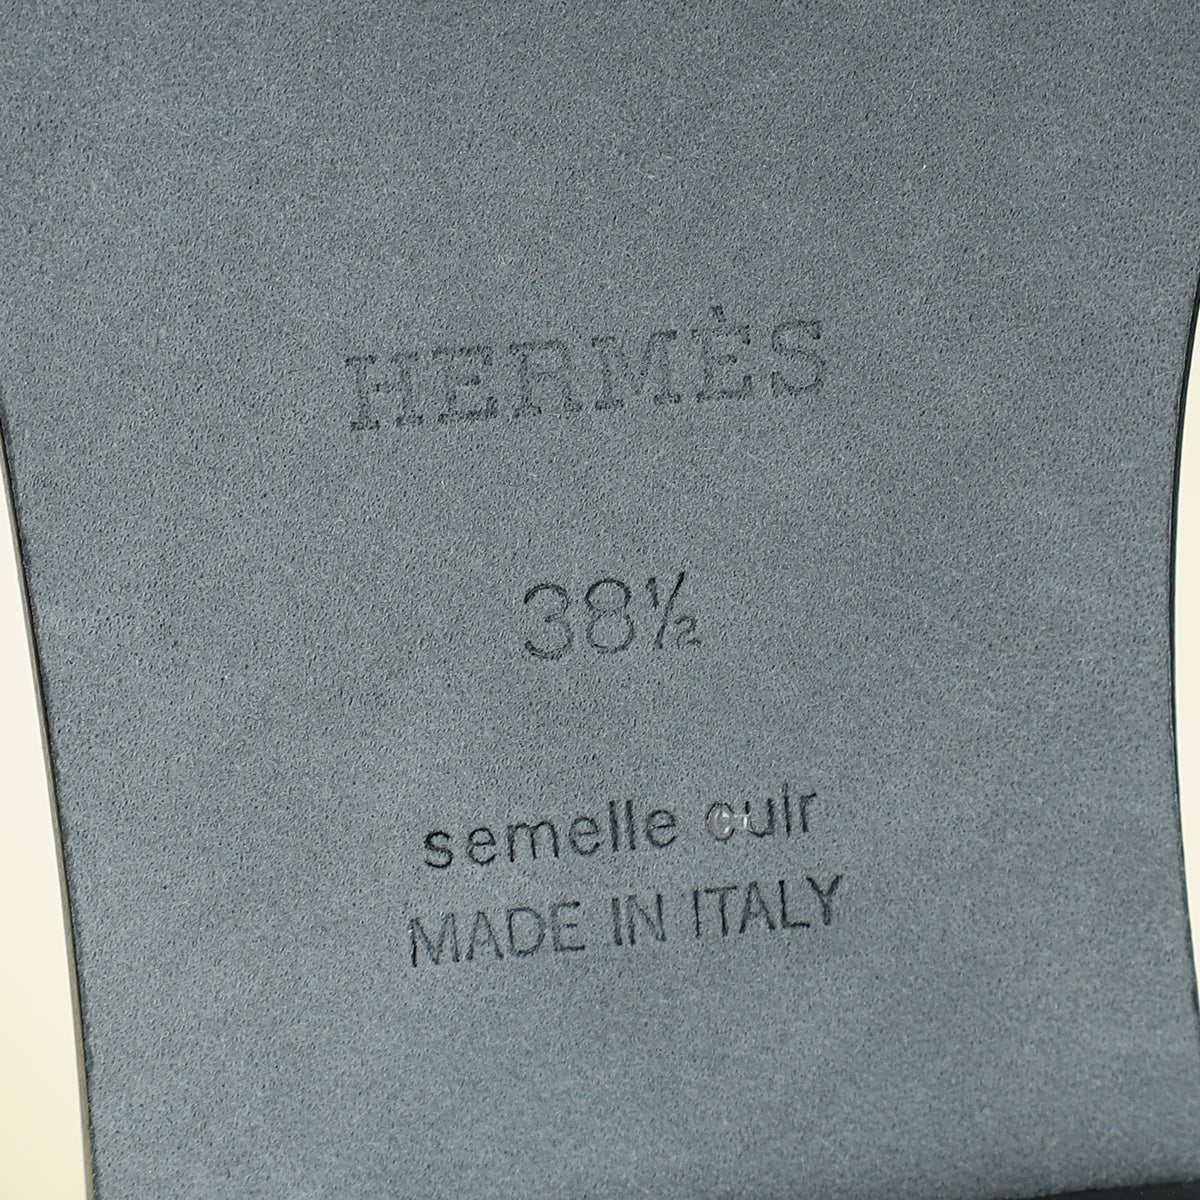 HERMÈS
38½
semelle cuir
MADE IN ITALY